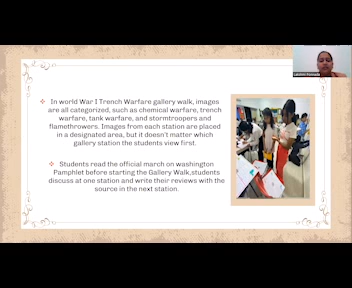 In world War I Trench Warfare gallery walk, images
are all categorized, such as chemical warfare, trench
warfare, tank warfare, and stormtroopers and
flamethrowers. Images from each station are placed
in a designated area, but it doesn't matter which
gallery station the students view first.
Students read the official march on washington
Pamphlet before starting the Gallery Walk,students
discuss at one station and write their reviews with the
source in the next station.